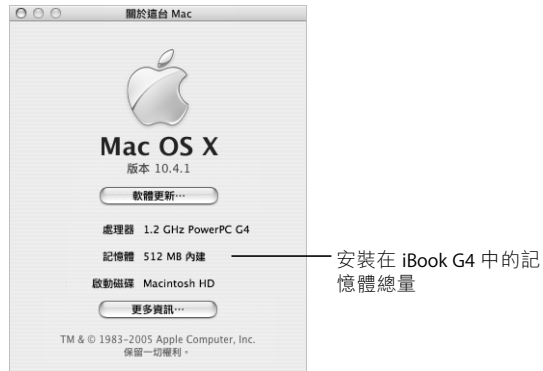 關於這台 Mac
Mac OS X
版本 10.4.1
軟體更新⋯
處理器 1.2 GHz PowerPC G4
記憶體 512 MB 內建
啟動磁碟 Macintosh HD
更多資訊⋯
TM & © 1983–2005 Apple Computer, Inc.
保留一切權利。
安裝在 iBook G4 中的記
憶體總量